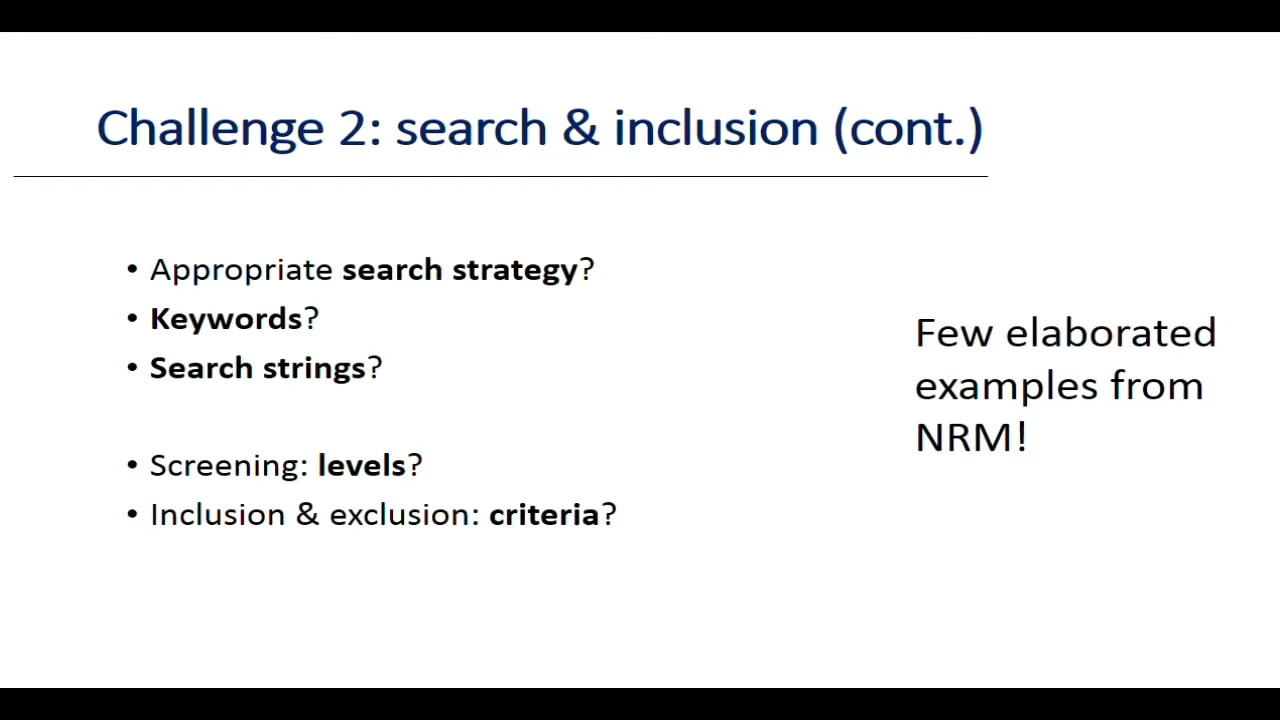 Challenge 2: search & inclusion (cont.)
• Appropriate search strategy?
• Keywords?
• Search strings?
• Screening: levels?
• Inclusion & exclusion: criteria?
Few elaborated
examples from
NRM!